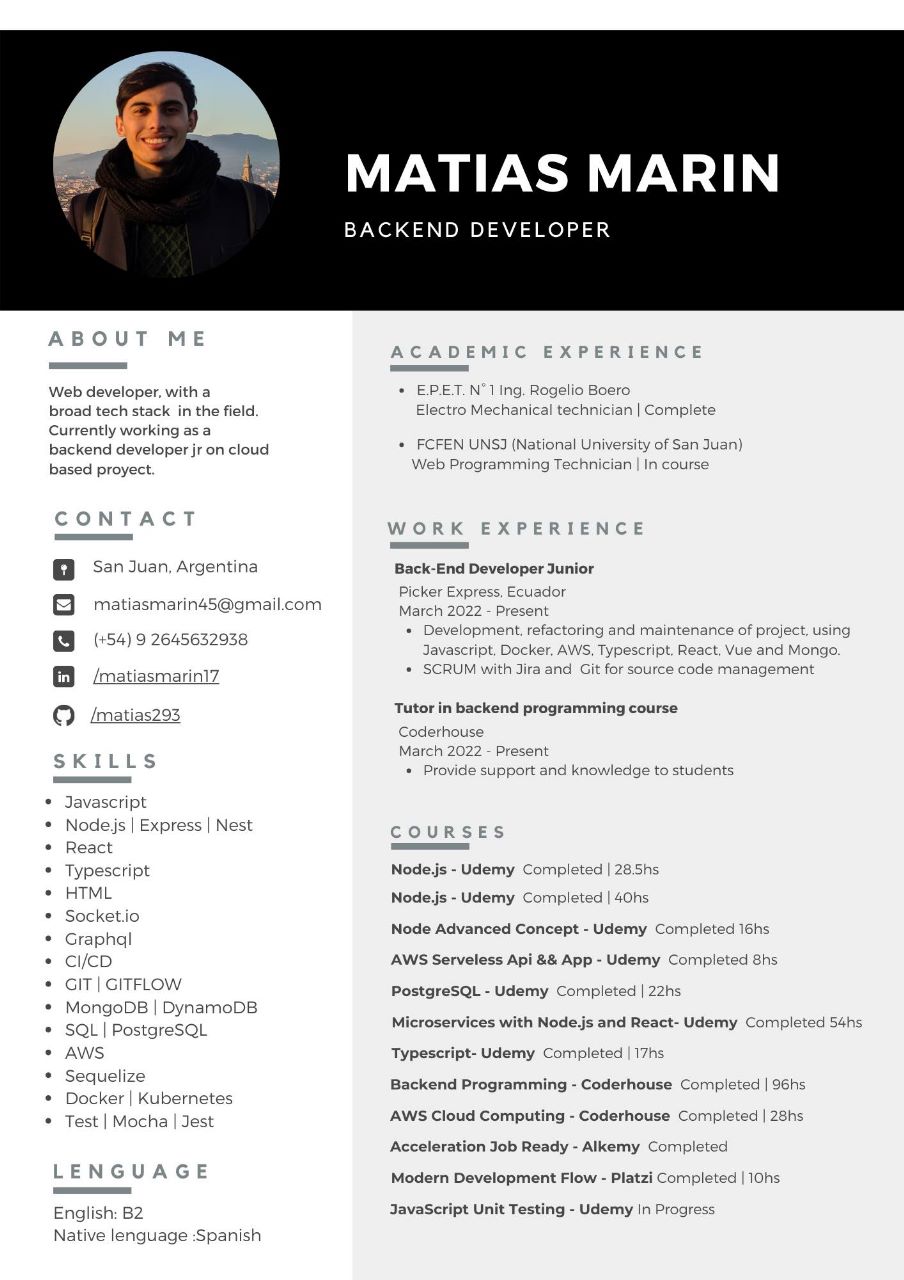 MATIAS MARIN
BACKEND DEVELOPER
ABOUT ME
Web developer, with a
broad tech stack in the field.
Currently working as a
backend developer jr on cloud
based proyect.
CONTACT
San Juan, Argentina
matiasmarin45@gmail.com
(+54) 9 2645632938
/matiasmarin17
/matias293
SKILLS
• Javascript
• Node.js | Express | Nest
• React
• Typescript
• HTML
• Socket.io
• Graphql
• CI/CD
• GIT | GITFLOW
• MongoDB | DynamoDB
• SQL | PostgreSQL
• AWS
• Sequelize
• Docker | Kubernetes
• Test | Mocha | Jest
LENGUAGE
English: B2
Native lenguage :Spanish
ACADEMIC EXPERIENCE
• E.P.E.T. N° 1 Ing. Rogelio Boero
Electro Mechanical technician | Complete
• FCFEN UNSJ (National University of San Juan)
Web Programming Technician | In course
WORK EXPERIENCE
Back-End Developer Junior
Picker Express, Ecuador
March 2022 - Present
• Development, refactoring and maintenance of project, using
Javascript, Docker, AWS, Typescript, React, Vue and Mongo.
• SCRUM with Jira and Git for source code management
Tutor in backend programming course
Coderhouse
March 2022 - Present
• Provide support and knowledge to students
COURSES
Node.js - Udemy Completed | 28.5hs
Node.js - Udemy Completed | 40hs
Node Advanced Concept - Udemy Completed 16hs
AWS Serveless Api && App - Udemy Completed 8hs
PostgreSQL - Udemy Completed | 22hs
Microservices with Node.js and React- Udemy Completed 54hs
Typescript- Udemy Completed | 17hs
Backend Programming - Coderhouse Completed | 96hs
AWS Cloud Computing - Coderhouse Completed | 28hs
Acceleration Job Ready - Alkemy Completed
Modern Development Flow - Platzi Completed | 10hs
JavaScript Unit Testing - Udemy In Progress